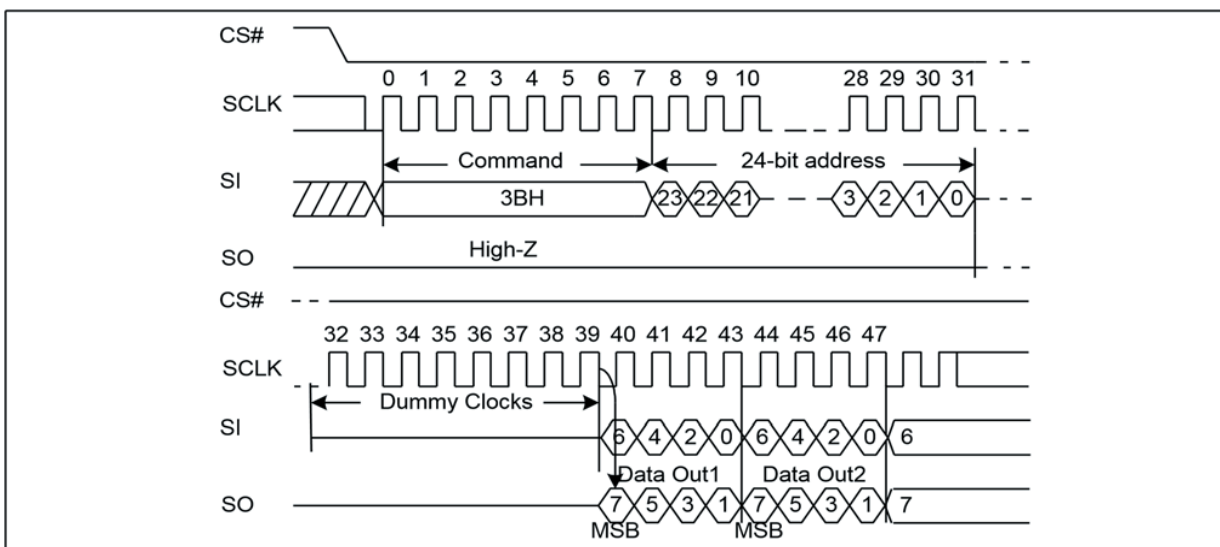 CS#
0 1 2 3 4 5 6 7 8 9 10 28 29 30 31
SCLK
Command 24-bit address
SI 3BH 23 22 21 3 2 1 0
High-Z
SO
CS#
32 33 34 35 36 37 38 39 40 41 42 43 44 45 46 47
SCLK
Dummy Clocks
SI 6 4 2 0 6 4 2 0 6
Data Out1 Data Out2
SO 7 5 3 1 7 5 3 1 7
MSB MSB